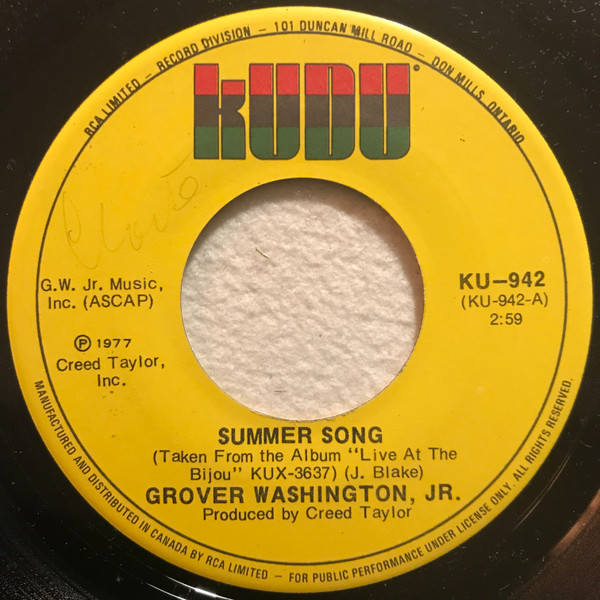 RCA LIMITED – RECORD DIVISION – 101 DUNCAN MILL ROAD – DON MILLS, ONTARIO
KUDU
G.W. Jr. Music,
Inc. (ASCAP)
℗ 1977
Creed Taylor,
Inc.
KU–942
(KU-942-A)
2:59
SUMMER SONG
(Taken From the Album "Live At The
Bijou" KUX-3637) (J. Blake)
GROVER WASHINGTON, JR.
Produced by Creed Taylor
MANUFACTURED AND DISTRIBUTED IN CANADA BY RCA LIMITED – FOR PUBLIC PERFORMANCE UNDER LICENSE ONLY. ALL RIGHTS RESERVED.